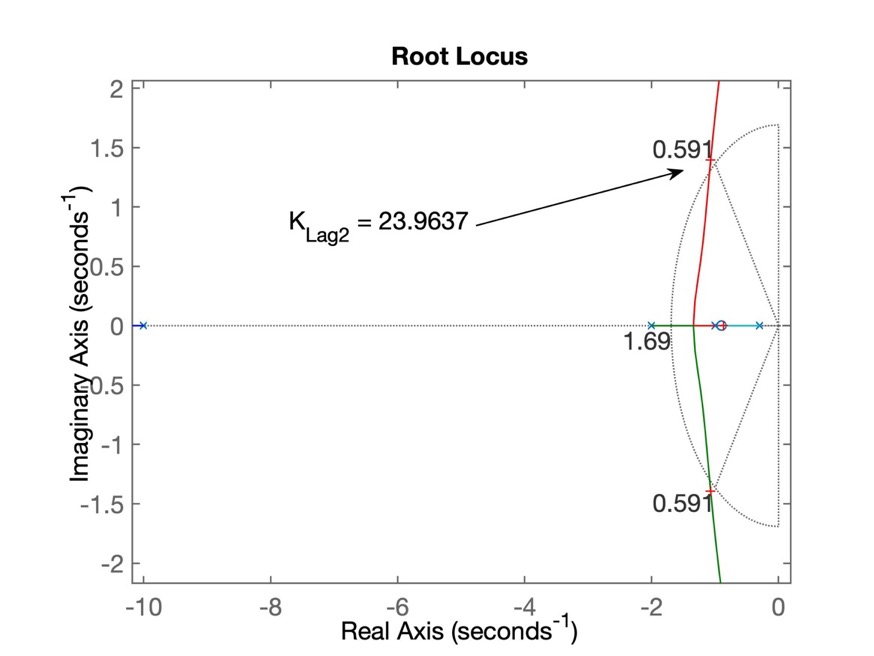 Root Locus
2
1.5
1
0.5
0
-0.5
-1
-1.5
-2
Imaginary Axis (seconds-1)
0.591
KLag2 = 23.9637
1.69
0.591
-10 -8 -6 -4 -2 0
Real Axis (seconds-1)